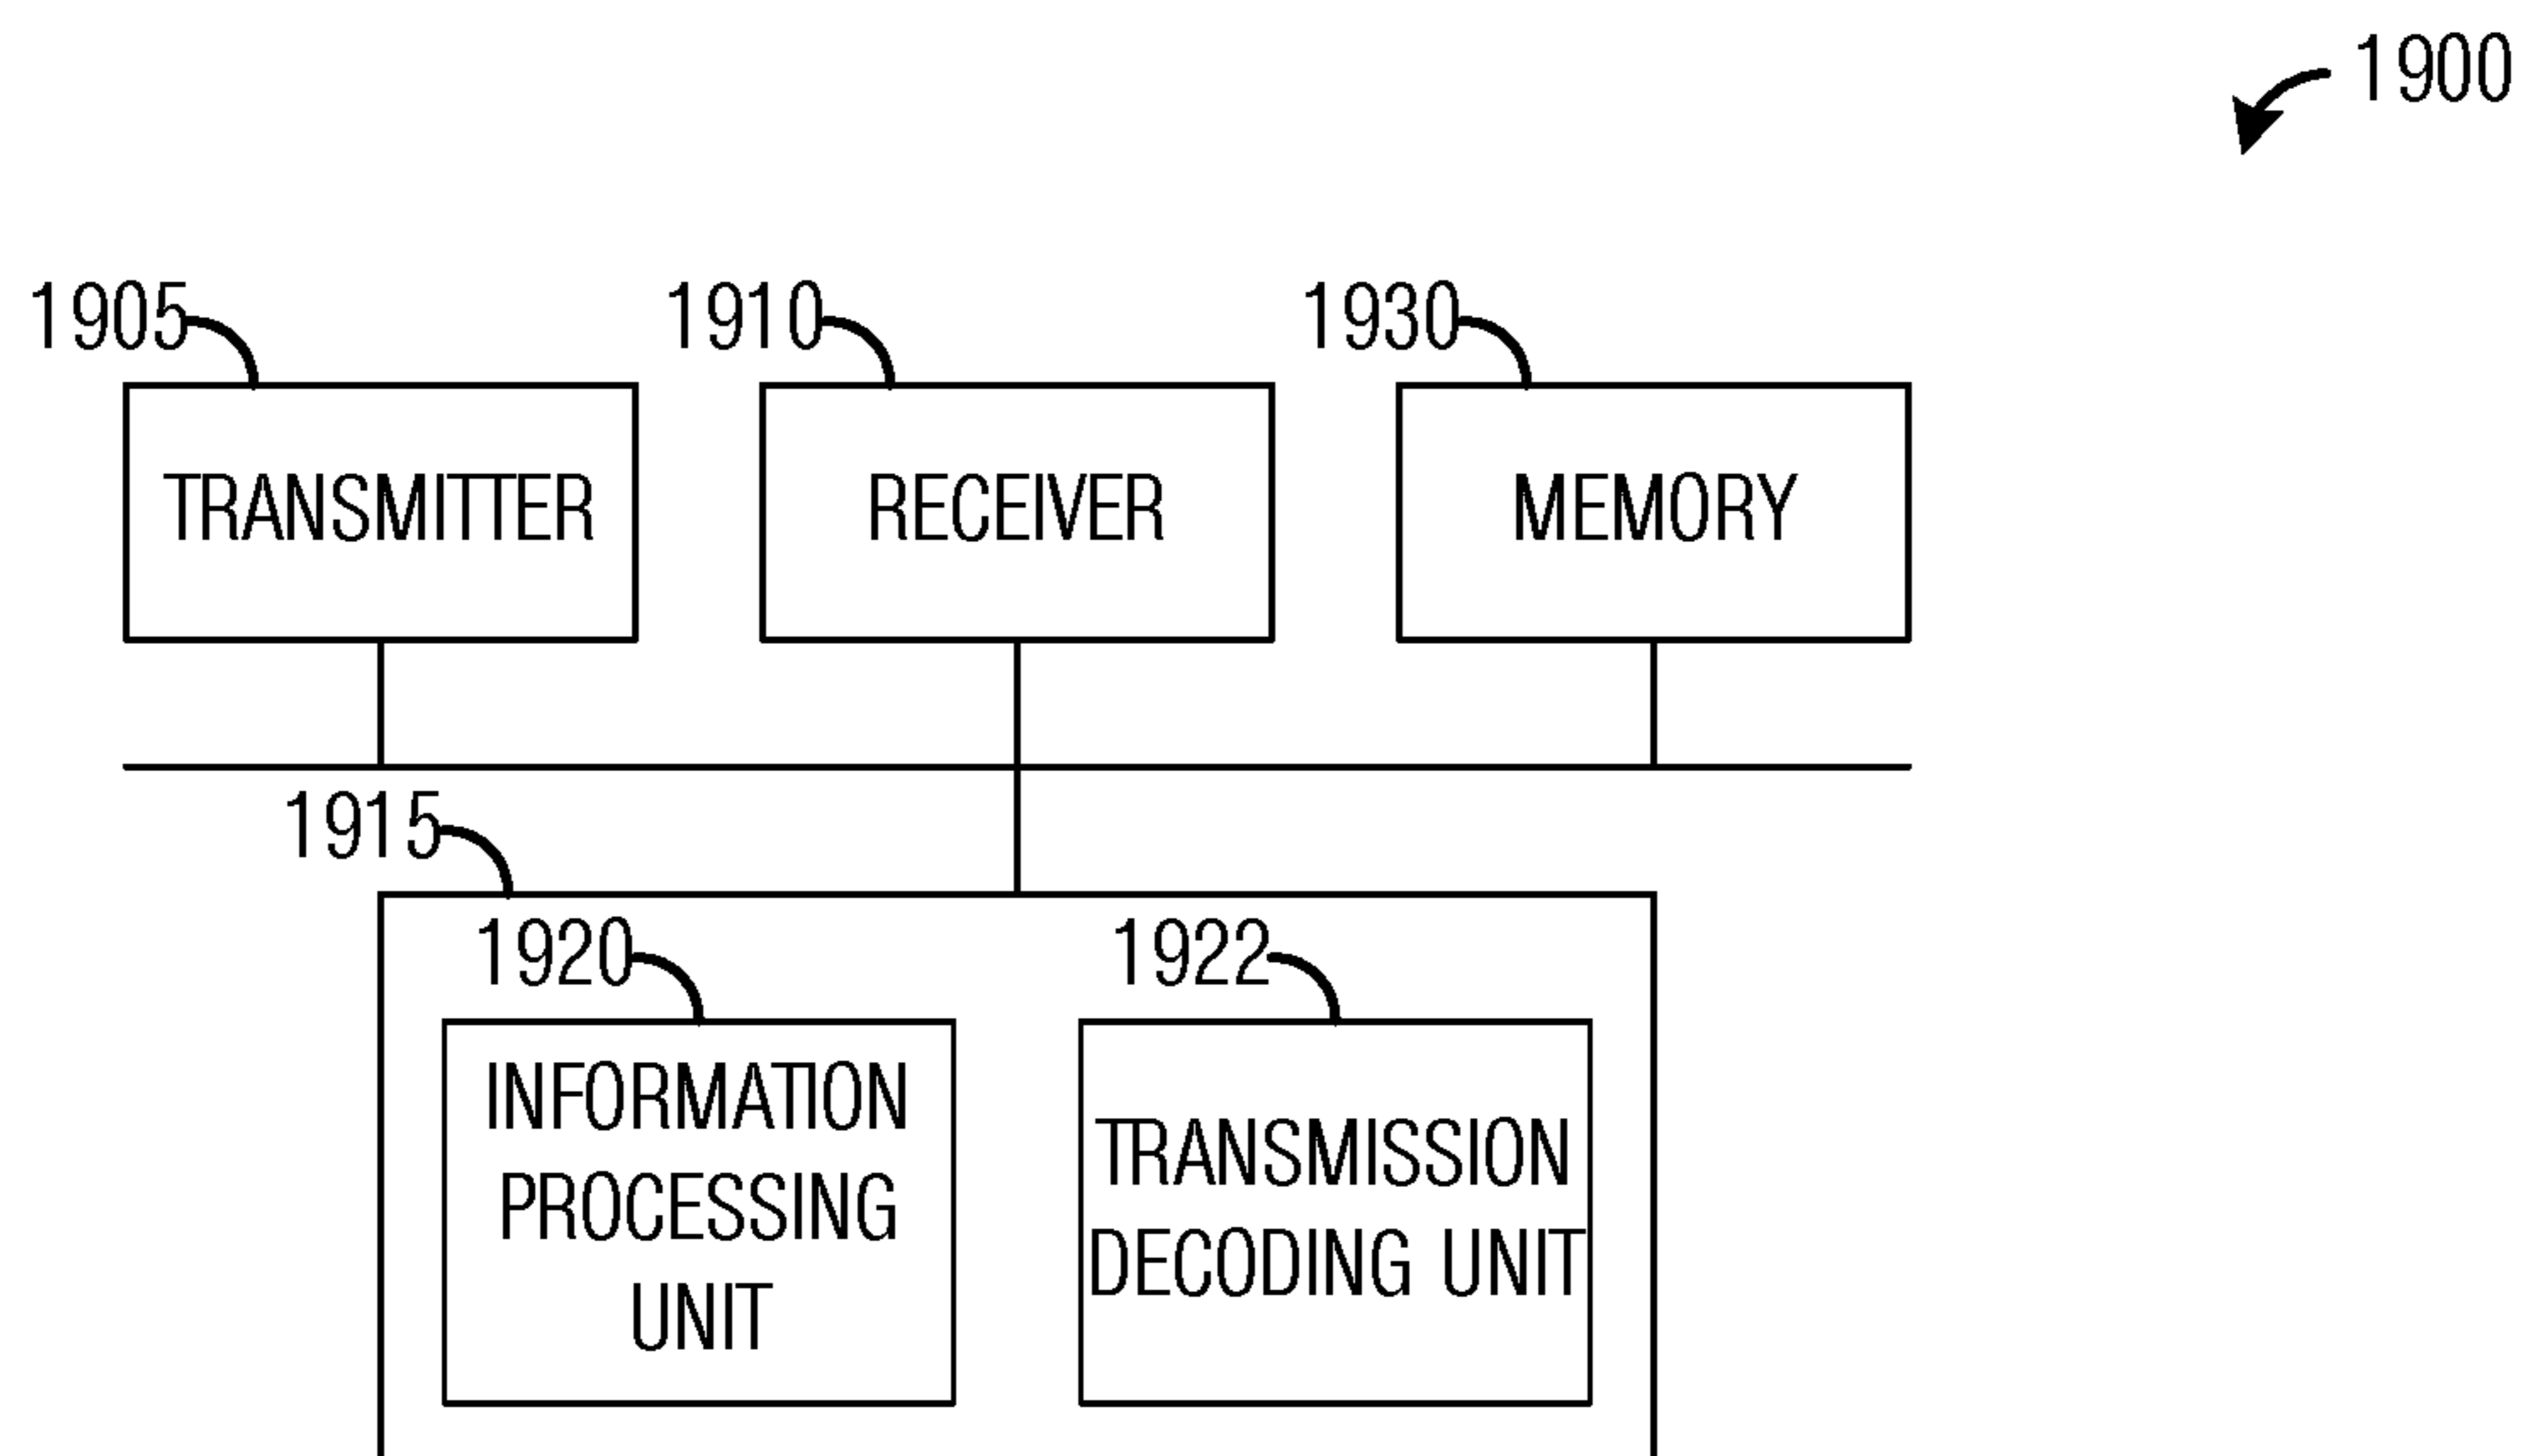 1900
1905
1910
1930
TRANSMITTER
RECEIVER
MEMORY
1915
1920
1922
INFORMATION
PROCESSING
UNIT
TRANSMISSION
DECODING UNIT